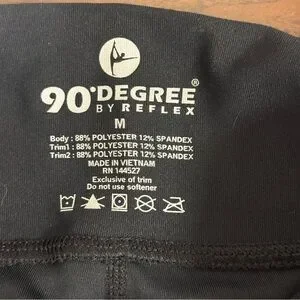 90°DEGREE®
BY REFLEX
M
Body : 88% POLYESTER 12% SPANDEX
Trim1 : 88% POLYESTER 12% SPANDEX
Trim2 : 88% POLYESTER 12% SPANDEX
MADE IN VIETNAM
RN 144527
Exclusive of trim
Do not use softener